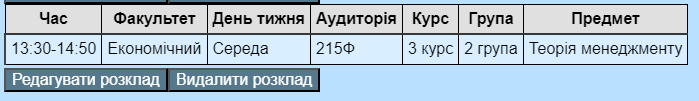 Час Факультет День тижня Аудиторія Курс Група Предмет
13:30-14:50 Економічний Середа 215Ф 3 курс 2 група Теорія менеджменту
Редагувати розклад Видалити розклад